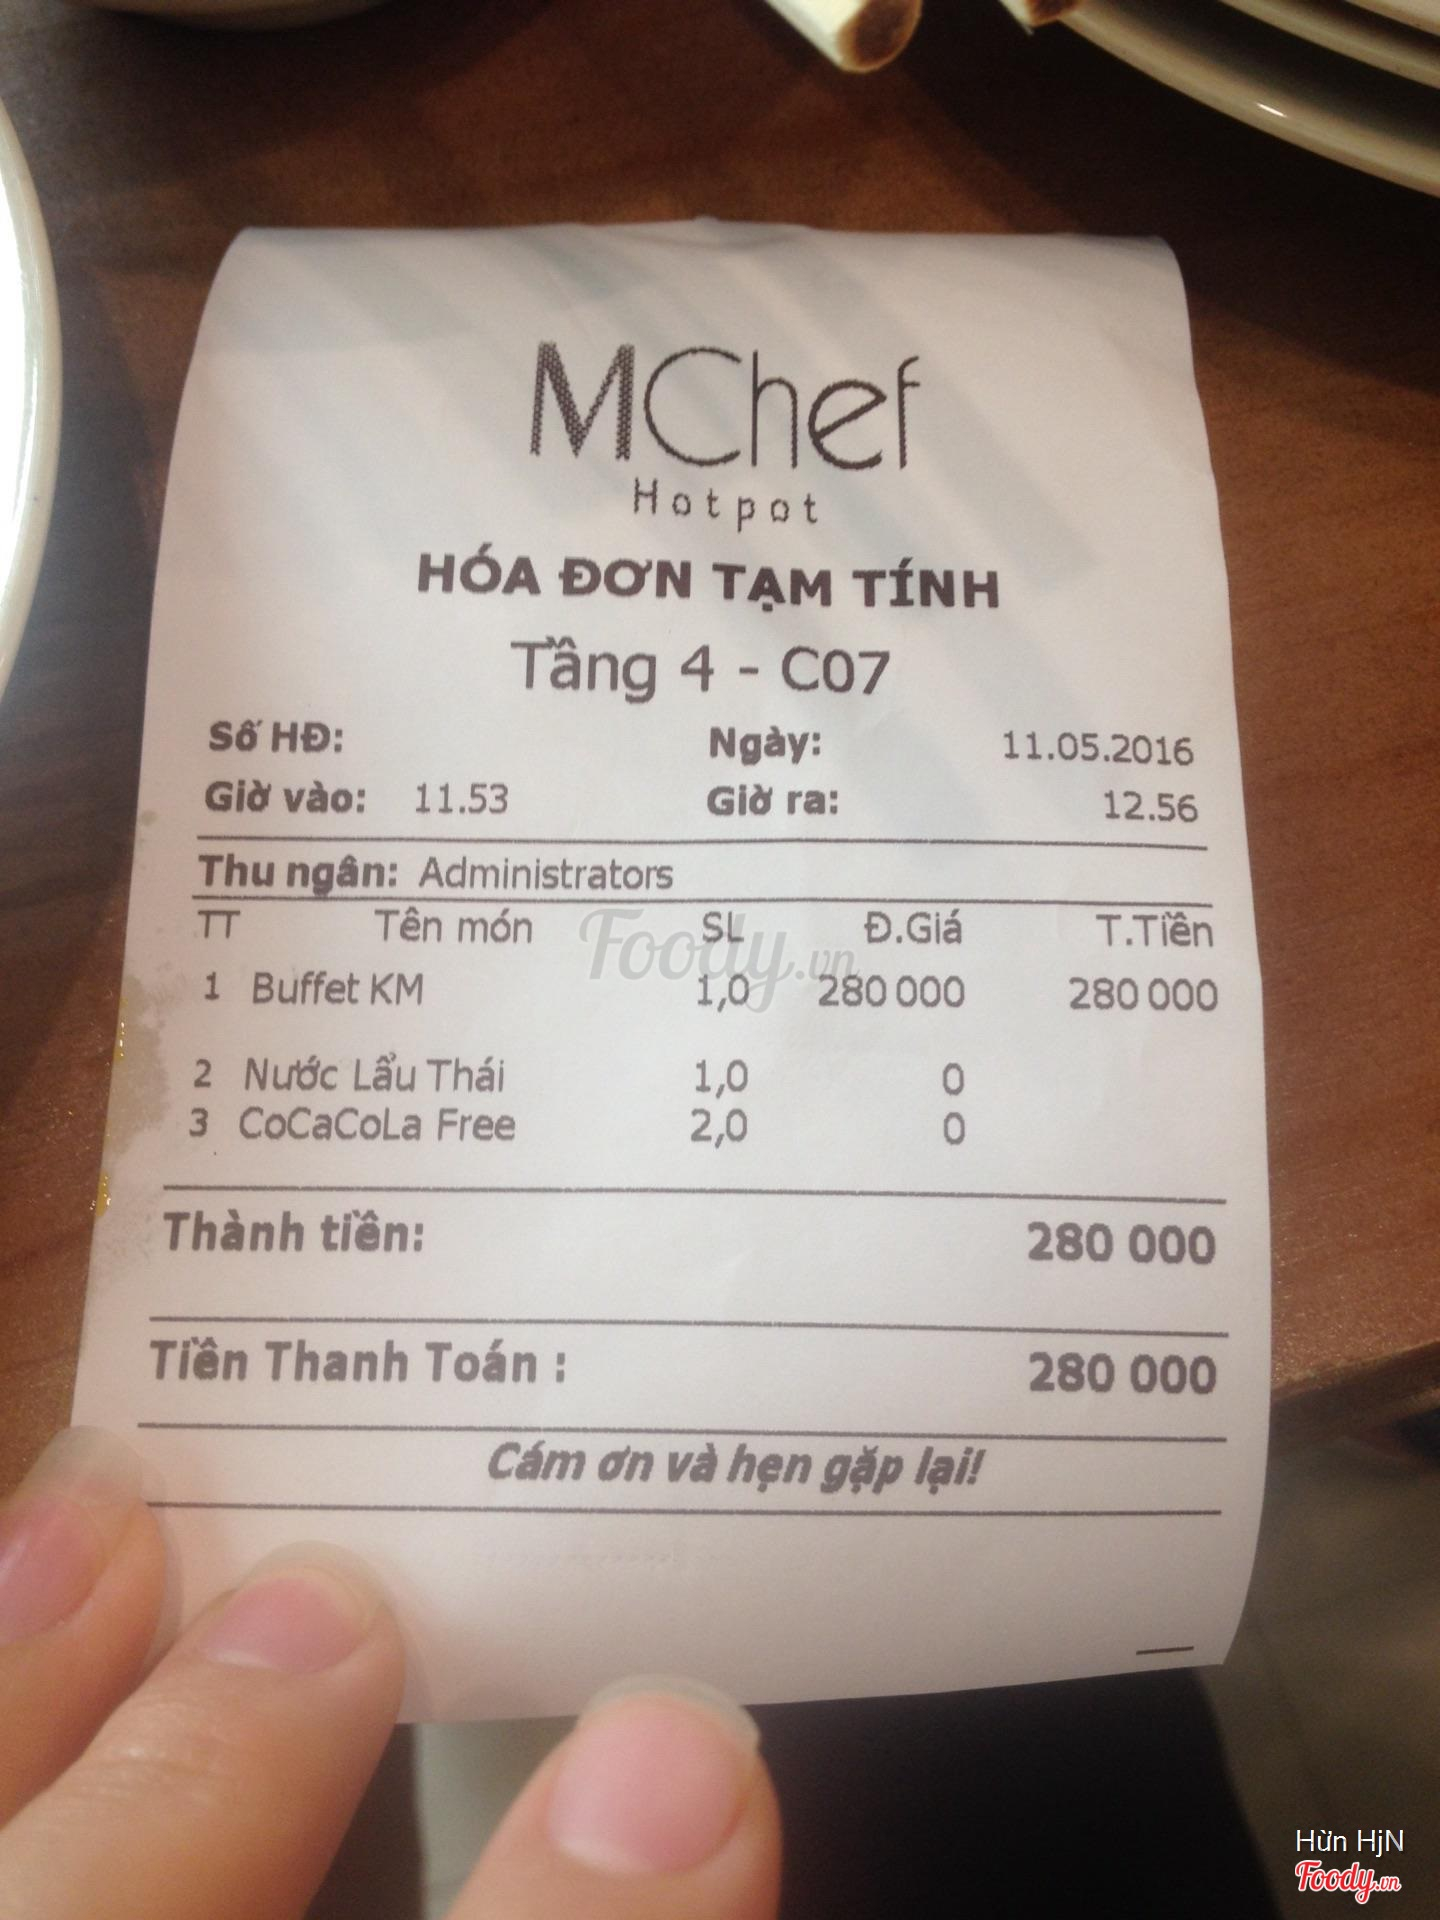 MChef
Hotpot
HÓA ĐƠN TẠM TÍNH
Tầng 4 - C07
Số HĐ: Ngày: 11.05.2016
Giờ vào: 11.53 Giờ ra: 12.56
Thu ngân: Administrators
TT Tên món SL Đ.Giá T.Tiền
1 Buffet KM 1,0 280 000 280 000
2 Nước Lẩu Thái 1,0 0
3 CoCaCoLa Free 2,0 0
Thành tiền: 280 000
Tiền Thanh Toán : 280 000
Cám ơn và hẹn gặp lại!
Foody.vn
Hừn HjN
Foody.vn